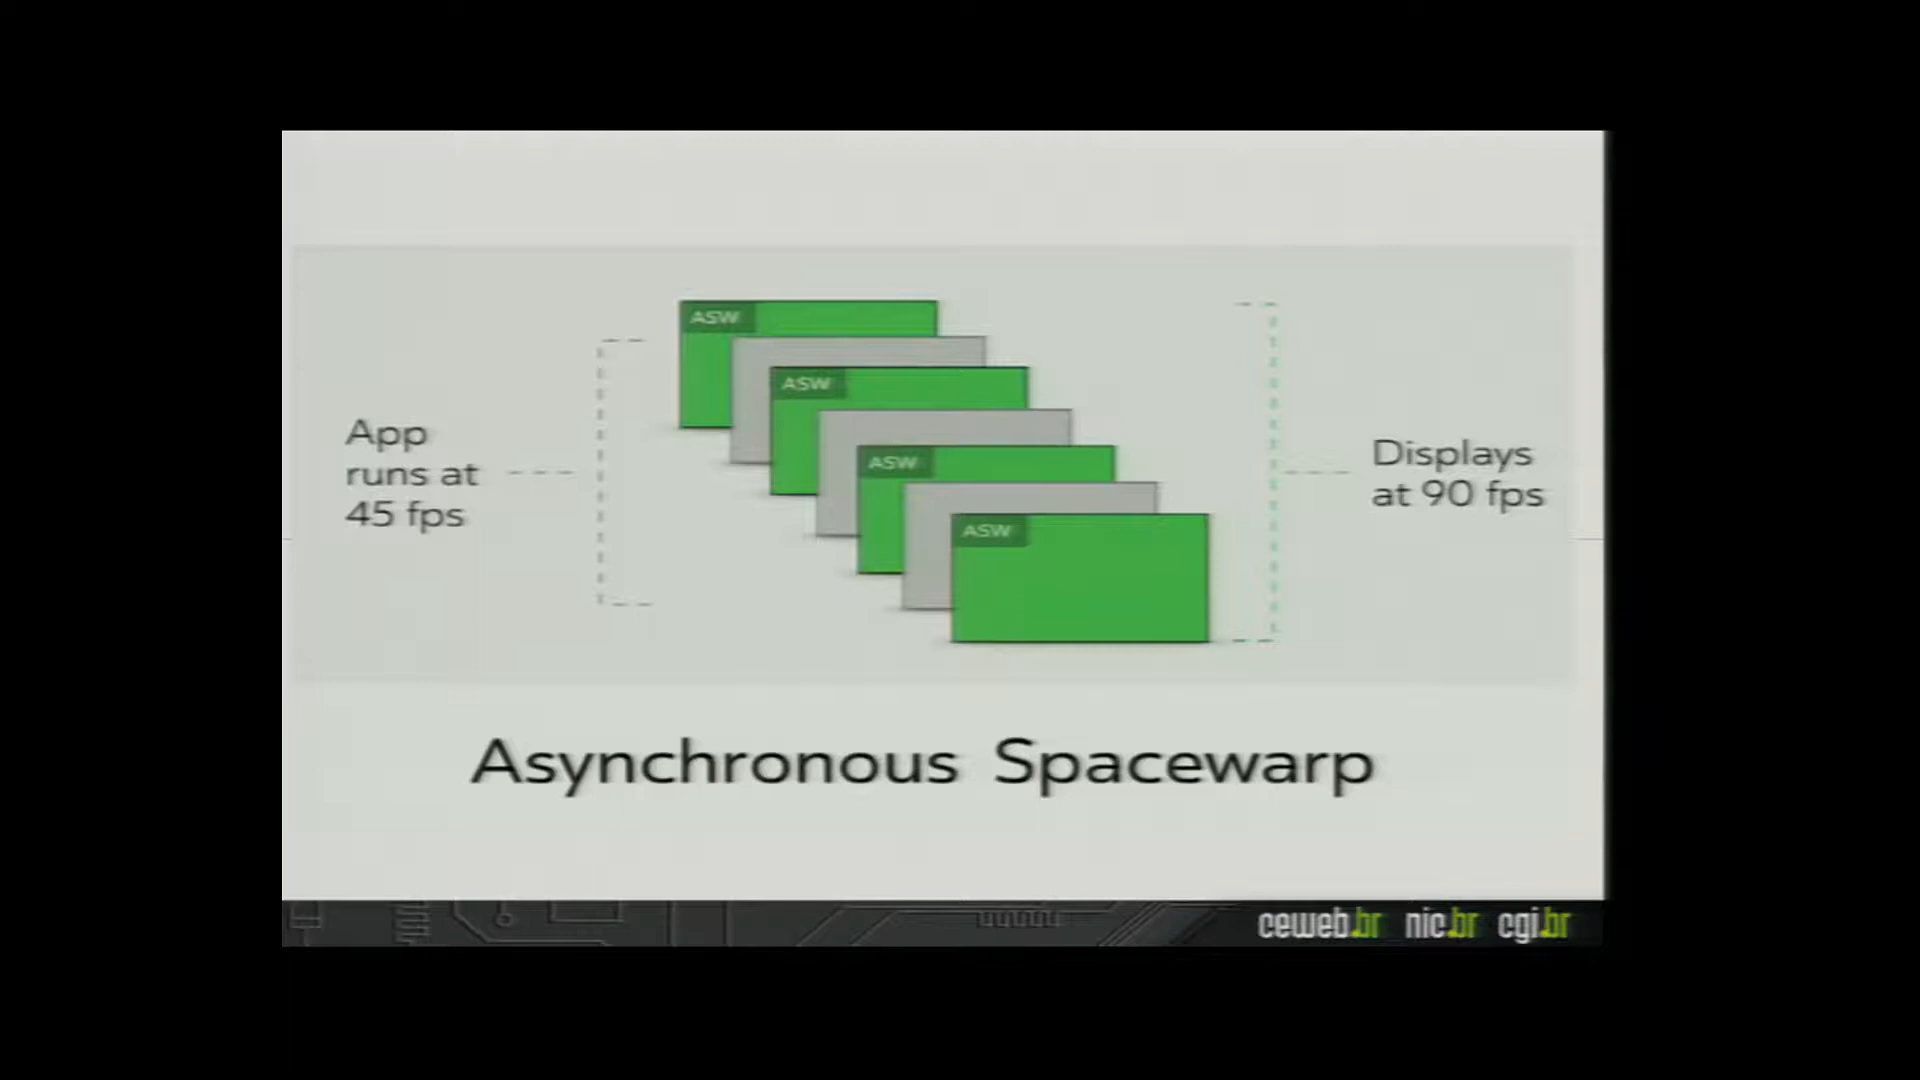 ASW
ASW
ASW
ASW
App
runs at
45 fps
Displays
at 90 fps
Asynchronous Spacewarp
ceweb.br nic.br cgi.br